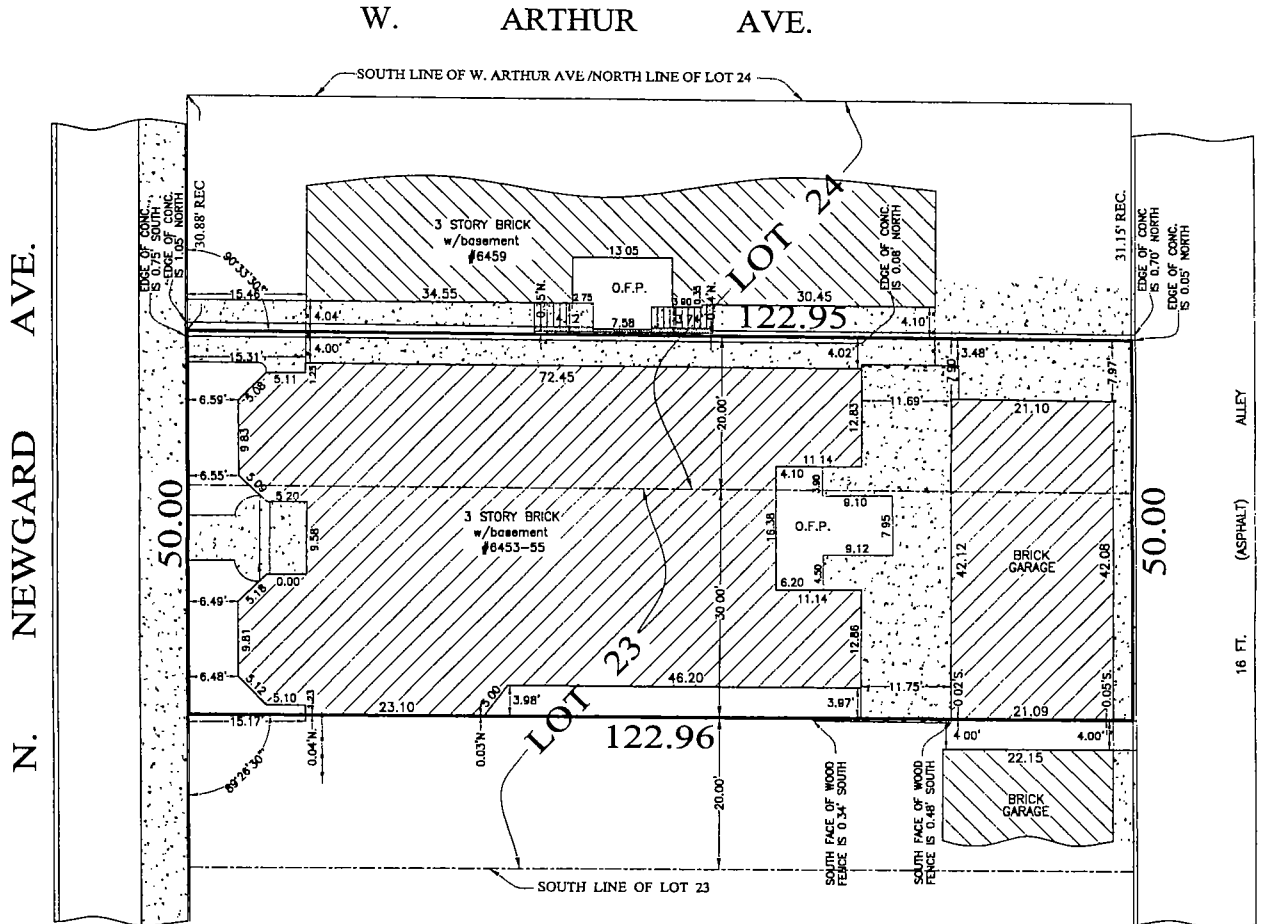 W. ARTHUR AVE.
SOUTH LINE OF W. ARTHUR AVE /NORTH LINE OF LOT 24
N. NEWGARD AVE.
EDGE OF CONC.
IS 0.75' SOUTH
EDGE OF CONC.
IS 1.05' NORTH.
30.88' REC
90°33'30"
15.46'
3 STORY BRICK
w/basement
#6459
13.05
O.F.P.
34.55
2.75
7.58
30.45
LOT 24
EDGE OF CONC.
IS 0.08' NORTH
31.15' REC.
EDGE OF CONC
IS 0.70' NORTH
EDGE OF CONC.
IS 0.05' NORTH
4.04'
122.95
4.10'
15.31'
4.00'
4.02'
3.48'
5.11
1.25
72.45
7.90
7.97'
6.59'
5.08'
20.00'
12.83
11.69'
21.10
9.83
6.55'
5.09
11.14
4.10
3.90
9.10
5.20
50.00
9.58'
3 STORY BRICK
w/basement
#6453-55
16.38
O.F.P.
7.95
9.12
4.50
6.20
11.14
0.00'
5.18
6.49'
9.81
30.00'
12.86
42.12
BRICK
GARAGE
42.08
50.00
16 FT. (ASPHALT) ALLEY
6.48'
5.12
5.10
1.23
LOT 23
46.20
11.75'
0.02'S.
0.05'S.
23.10
5.00
3.98'
3.97'
21.09
15.17'
0.04'N
0.03'N
122.96
4.00'
4.00'
89°26'30"
20.00'
SOUTH FACE OF WOOD
FENCE IS 0.34' SOUTH
SOUTH FACE OF WOOD
FENCE IS 0.48' SOUTH
22.15
BRICK
GARAGE
SOUTH LINE OF LOT 23